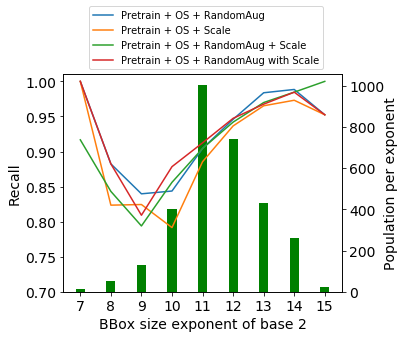 Pretrain + OS + RandomAug
Pretrain + OS + Scale
Pretrain + OS + RandomAug + Scale
Pretrain + OS + RandomAug with Scale
1.00
0.95
0.90
0.85
0.80
0.75
0.70
Recall
1000
800
600
400
200
0
Population per exponent
7 8 9 10 11 12 13 14 15
BBox size exponent of base 2